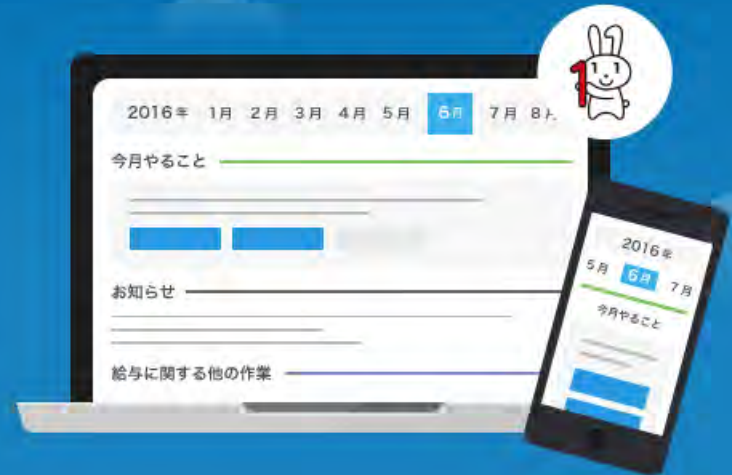 2016年 1月 2月 3月 4月 5月 6月 7月 8月
今月やること
お知らせ
給与に関する他の作業
2016年
5月 6月 7月
今月やること